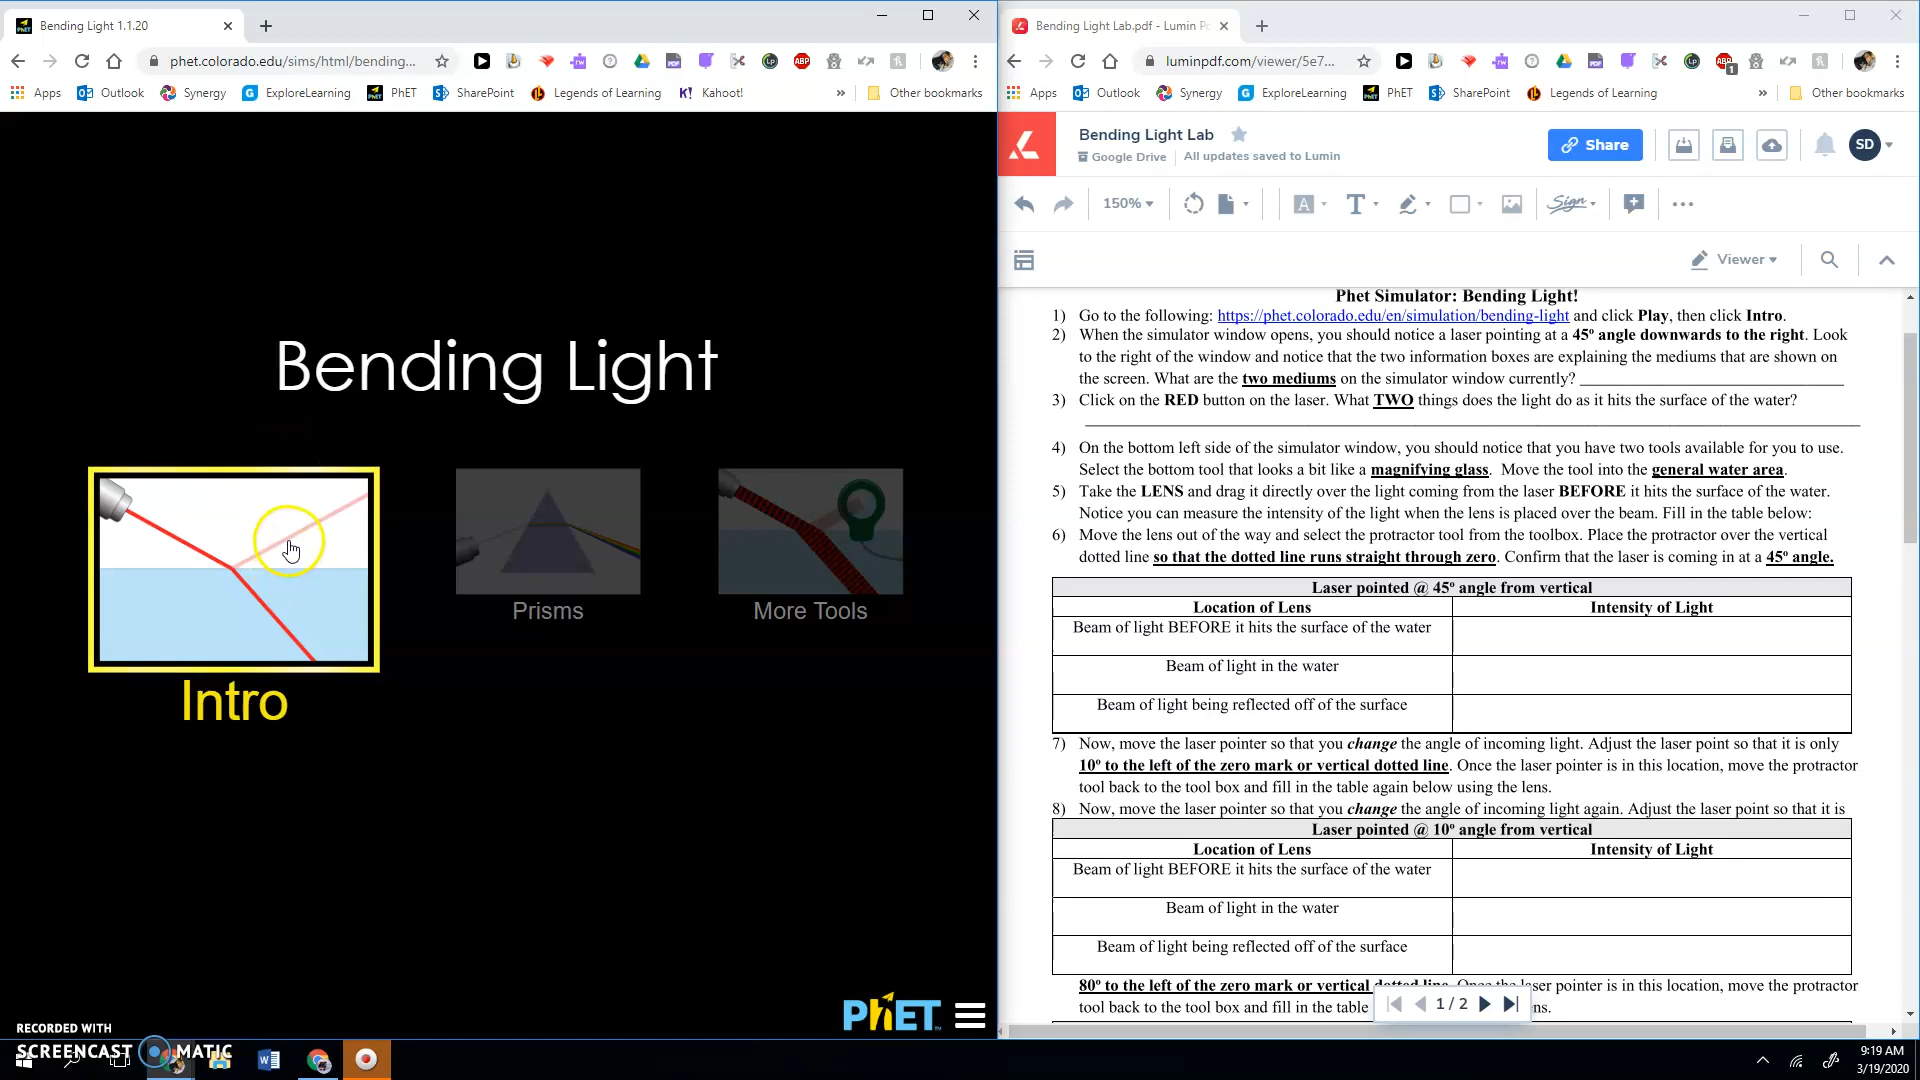 Bending Light 1.1.20
phet.colorado.edu/sims/html/bending...
Apps Outlook Synergy ExploreLearning PhET SharePoint Legends of Learning Kahoot! » Other bookmarks
Bending Light
Intro
Prisms
More Tools
PhET
RECORDED WITH
SCREENCAST MATIC
Bending Light Lab.pdf - Lumin
luminpdf.com/viewer/5e7...
Apps Outlook Synergy ExploreLearning PhET SharePoint Legends of Learning » Other bookmarks
Bending Light Lab
Google Drive All updates saved to Lumin
Share
SD
150%
A T Sign
Viewer
Phet Simulator: Bending Light!
1) Go to the following: https://phet.colorado.edu/en/simulation/bending-light and click Play, then click Intro.
2) When the simulator window opens, you should notice a laser pointing at a 45º angle downwards to the right. Look
to the right of the window and notice that the two information boxes are explaining the mediums that are shown on
the screen. What are the two mediums on the simulator window currently?
3) Click on the RED button on the laser. What TWO things does the light do as it hits the surface of the water?
4) On the bottom left side of the simulator window, you should notice that you have two tools available for you to use.
Select the bottom tool that looks a bit like a magnifying glass. Move the tool into the general water area.
5) Take the LENS and drag it directly over the light coming from the laser BEFORE it hits the surface of the water.
Notice you can measure the intensity of the light when the lens is placed over the beam. Fill in the table below:
6) Move the lens out of the way and select the protractor tool from the toolbox. Place the protractor over the vertical
dotted line so that the dotted line runs straight through zero. Confirm that the laser is coming in at a 45º angle.
Laser pointed @ 45º angle from vertical
Location of Lens Intensity of Light
Beam of light BEFORE it hits the surface of the water
Beam of light in the water
Beam of light being reflected off of the surface
7) Now, move the laser pointer so that you change the angle of incoming light. Adjust the laser point so that it is only
10º to the left of the zero mark or vertical dotted line. Once the laser pointer is in this location, move the protractor
tool back to the tool box and fill in the table again below using the lens.
8) Now, move the laser pointer so that you change the angle of incoming light again. Adjust the laser point so that it is
Laser pointed @ 10º angle from vertical
Location of Lens Intensity of Light
Beam of light BEFORE it hits the surface of the water
Beam of light in the water
Beam of light being reflected off of the surface
80º to the left of the zero mark or vertical dotted line. Once the laser pointer is in this location, move the protractor
tool back to the tool box and fill in the table ns.
1 / 2
9:19 AM
3/19/2020